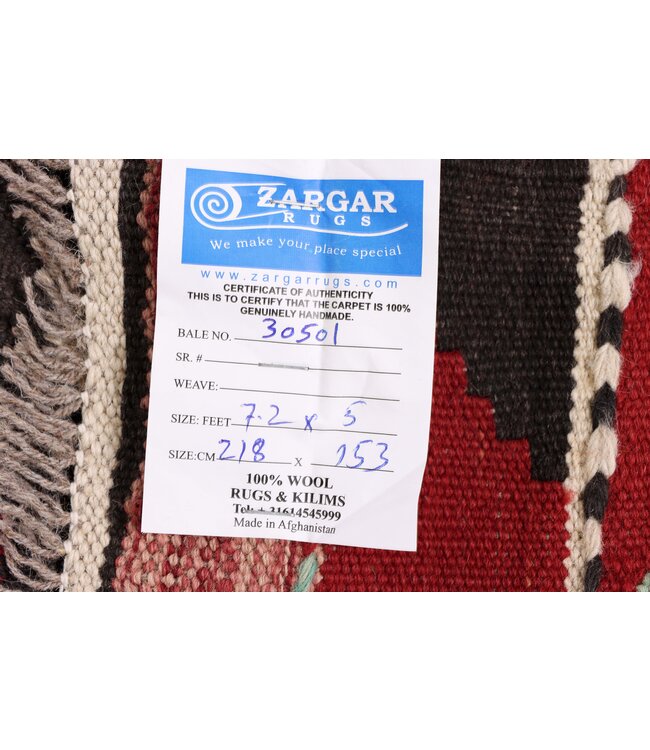 ZARGAR
RUGS
We make your place special
www.zargarrugs.com
CERTIFICATE OF AUTHENTICITY
THIS IS TO CERTIFY THAT THE CARPET IS 100%
GENUINELY HANDMADE.
BALE NO. 30501
SR. #
WEAVE:
SIZE: FEET 7.2 x 5
SIZE:CM 218 X 153
100% WOOL
RUGS & KILIMS
Tel: + 31614545999
Made in Afghanistan